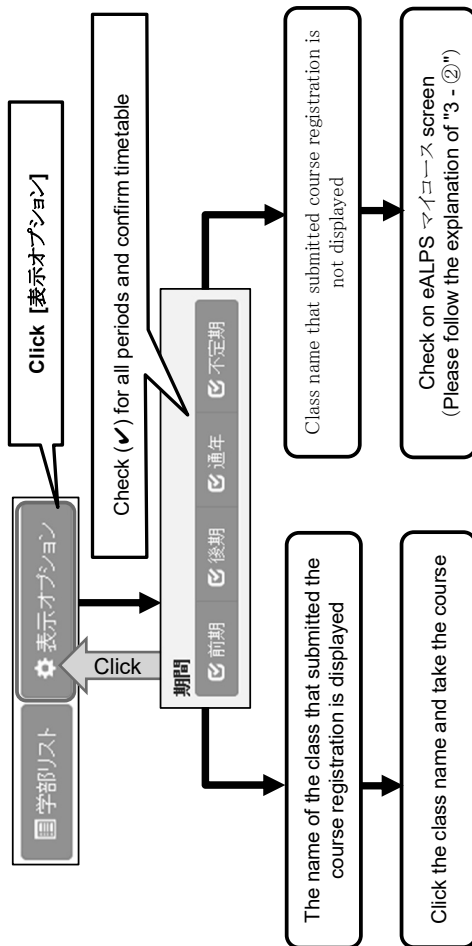 学部リスト
表示オプション
Click [表示オプション]
Click
Check (✔) for all periods and confirm timetable
期間
前期
後期
通年
不定期
The name of the class that submitted the
course registration is displayed
Click the class name and take the course
Class name that submitted course registration is
not displayed
Check on eALPS マイコース screen
(Please follow the explanation of "3 - ②")